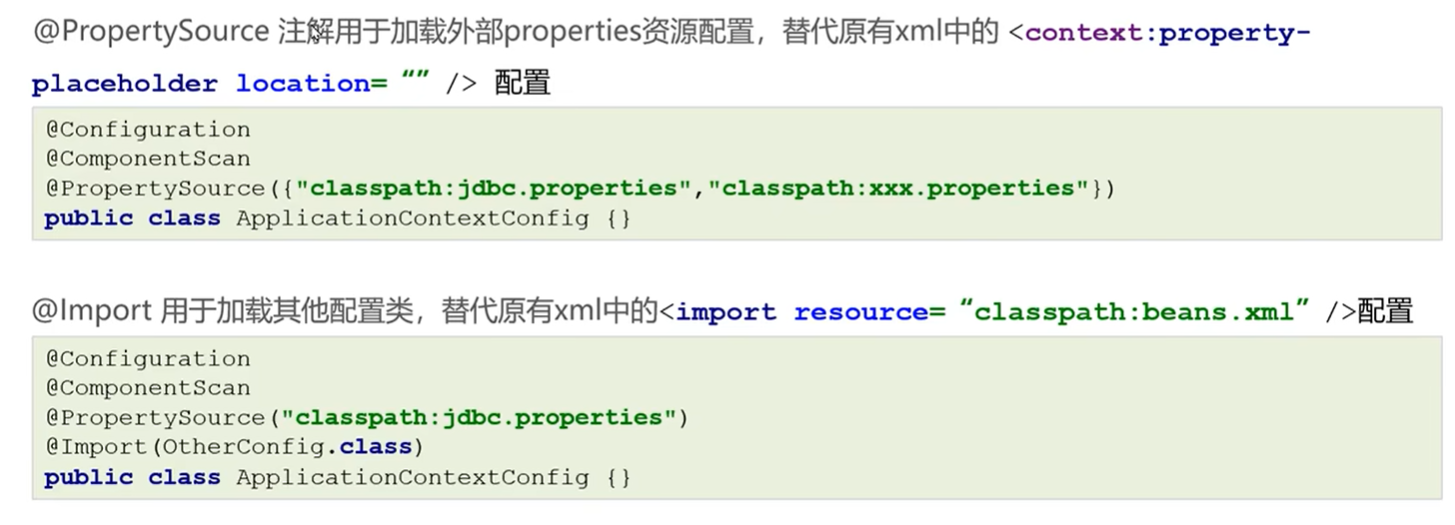 @PropertySource 注解用于加载外部properties资源配置，替代原有xml中的 <context:property-
placeholder location= “” /> 配置
@Configuration
@ComponentScan
@PropertySource({"classpath:jdbc.properties","classpath:xxx.properties"})
public class ApplicationContextConfig {}
@Import 用于加载其他配置类，替代原有xml中的<import resource= “classpath:beans.xml” />配置
@Configuration
@ComponentScan
@PropertySource("classpath:jdbc.properties")
@Import(OtherConfig.class)
public class ApplicationContextConfig {}